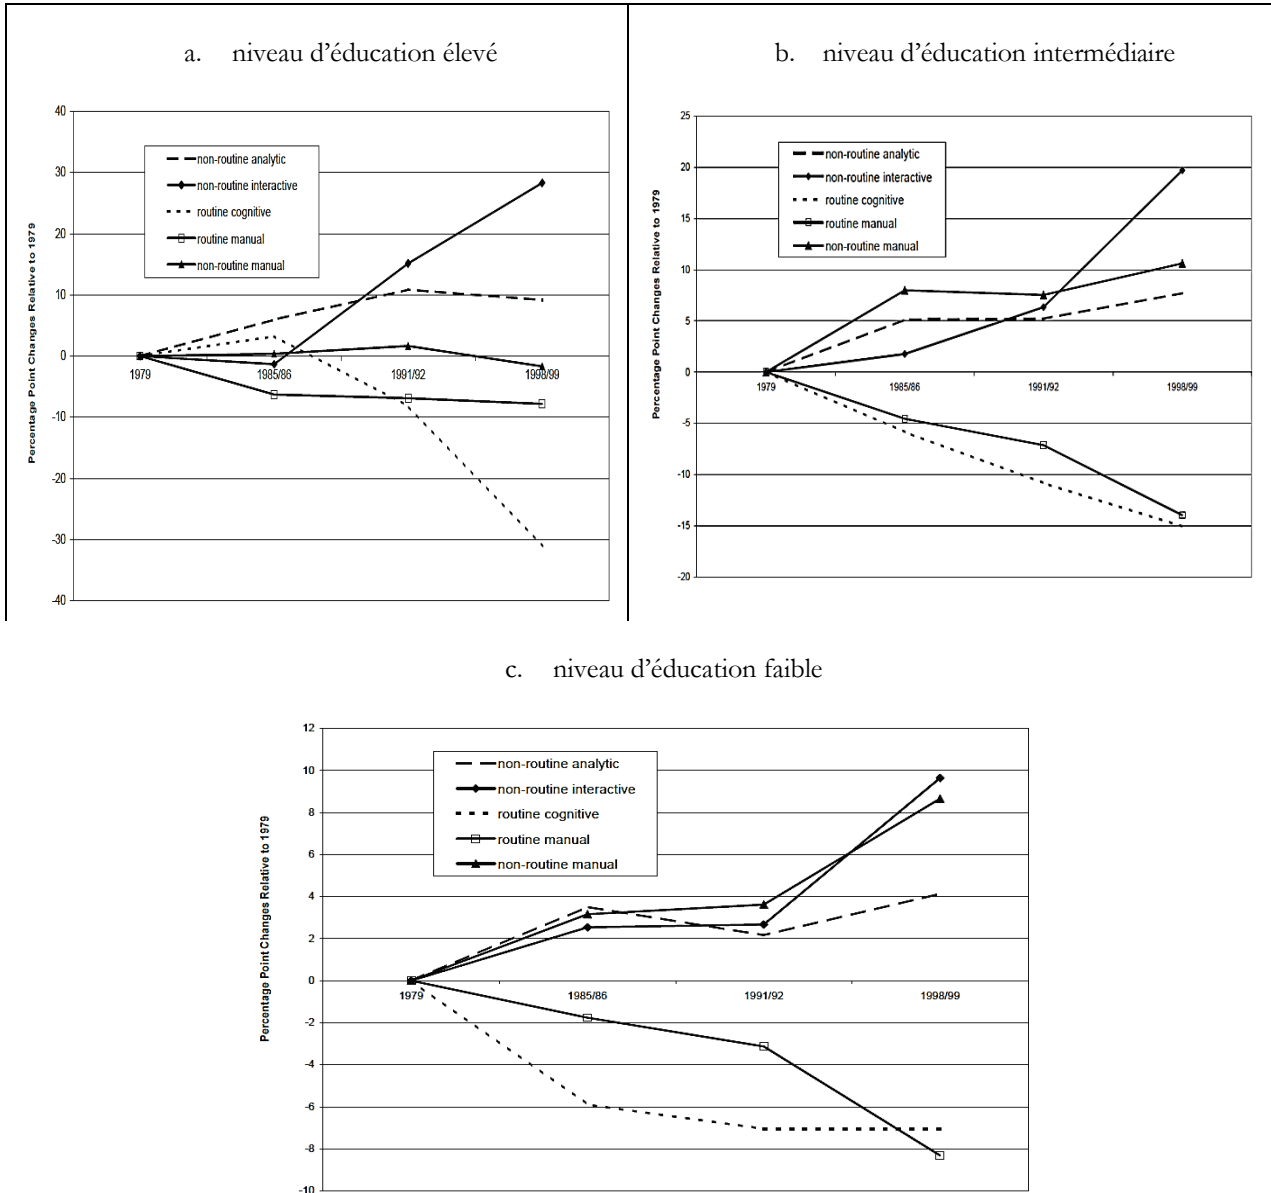 a. niveau d’éducation élevé
Percentage Point Changes Relative to 1979
40
30
20
10
0
-10
-20
-30
-40
non-routine analytic
non-routine interactive
routine cognitive
routine manual
non-routine manual
1979
1985/86
1991/92
1998/99
b. niveau d’éducation intermédiaire
Percentage Point Changes Relative to 1979
25
20
15
10
5
0
-5
-10
-15
-20
non-routine analytic
non-routine interactive
routine cognitive
routine manual
non-routine manual
1979
1985/86
1991/92
1998/99
c. niveau d’éducation faible
Percentage Point Changes Relative to 1979
12
10
8
6
4
2
0
-2
-4
-6
-8
-10
non-routine analytic
non-routine interactive
routine cognitive
routine manual
non-routine manual
1979
1985/86
1991/92
1998/99